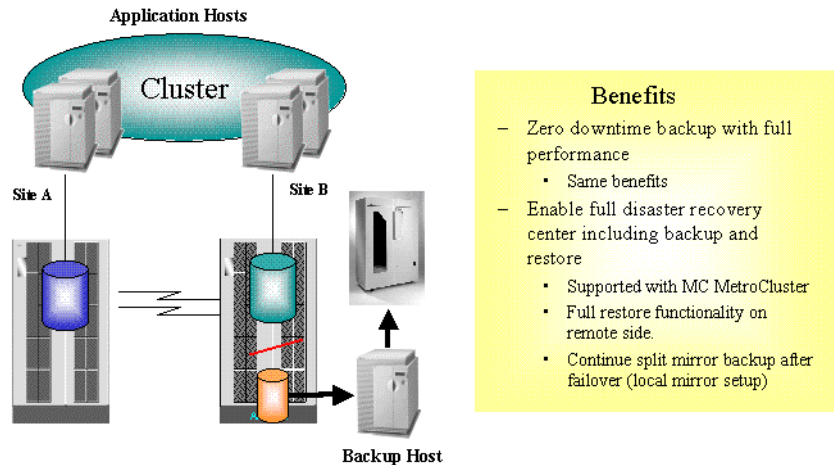 Application Hosts
Cluster
Site A
Site B
Backup Host
Benefits
– Zero downtime backup with full
performance
▪ Same benefits
– Enable full disaster recovery
center including backup and
restore
▪ Supported with MC MetroCluster
▪ Full restore functionality on
remote side.
▪ Continue split mirror backup after
failover (local mirror setup)